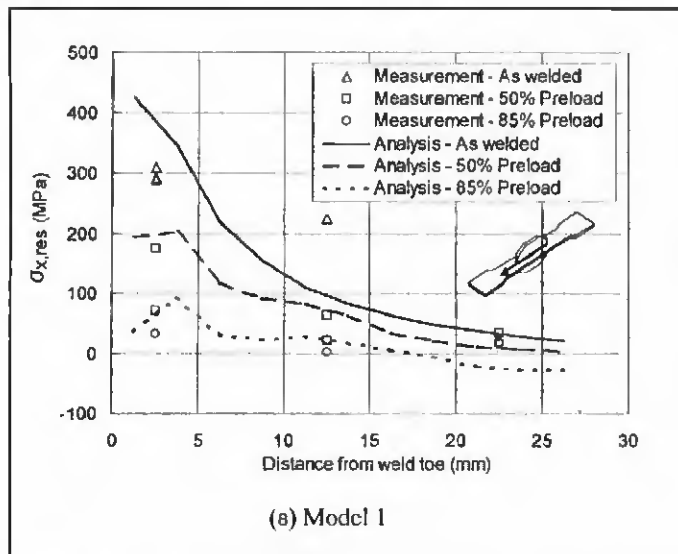 500
400
300
200
100
0
-100
σx,res (MPa)
Measurement - As welded
Measurement - 50% Preload
Measurement - 85% Preload
Analysis - As welded
Analysis - 50% Preload
Analysis - 85% Preload
0 5 10 15 20 25 30
Distance from weld toe (mm)
(a) Model 1